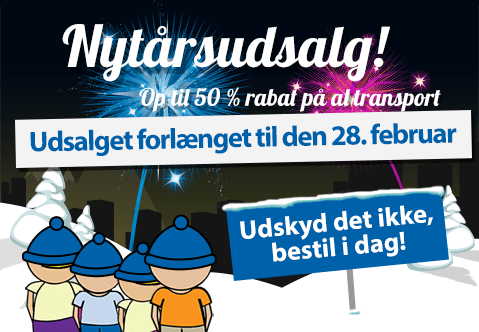 Nytårsudsalg!
Op til 50 % rabat på al transport
Udsalget forlænget til den 28. februar
Udskyd det ikke,
bestil i dag!